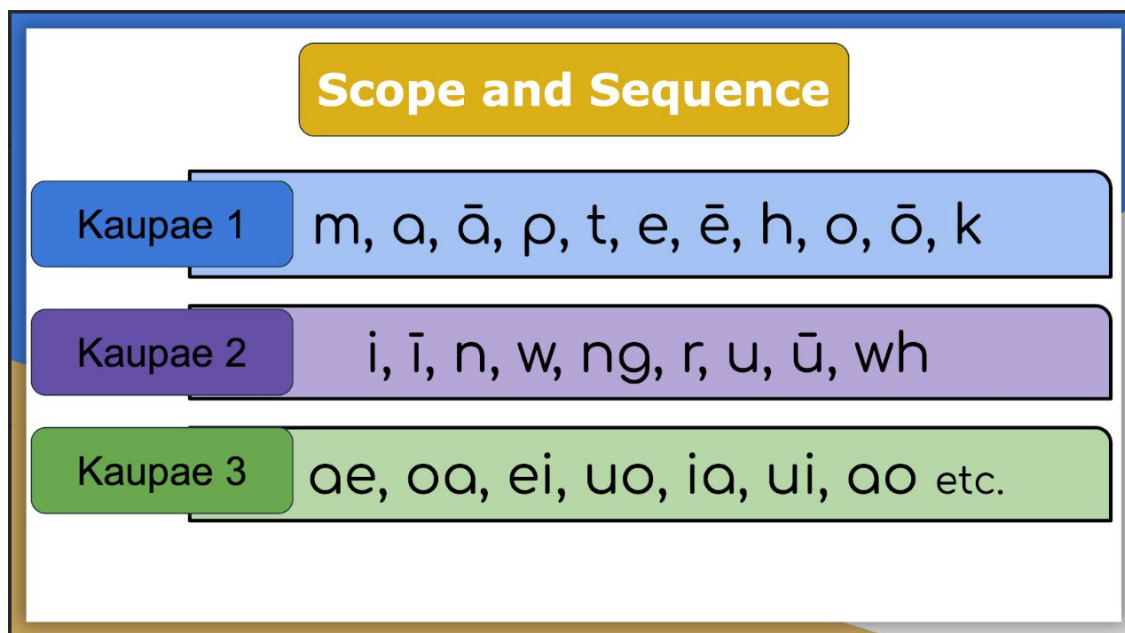 Scope and Sequence
Kaupae 1
m, a, ā, p, t, e, ē, h, o, ō, k
Kaupae 2
i, ī, n, w, ng, r, u, ū, wh
Kaupae 3
ae, oa, ei, uo, ia, ui, ao etc.